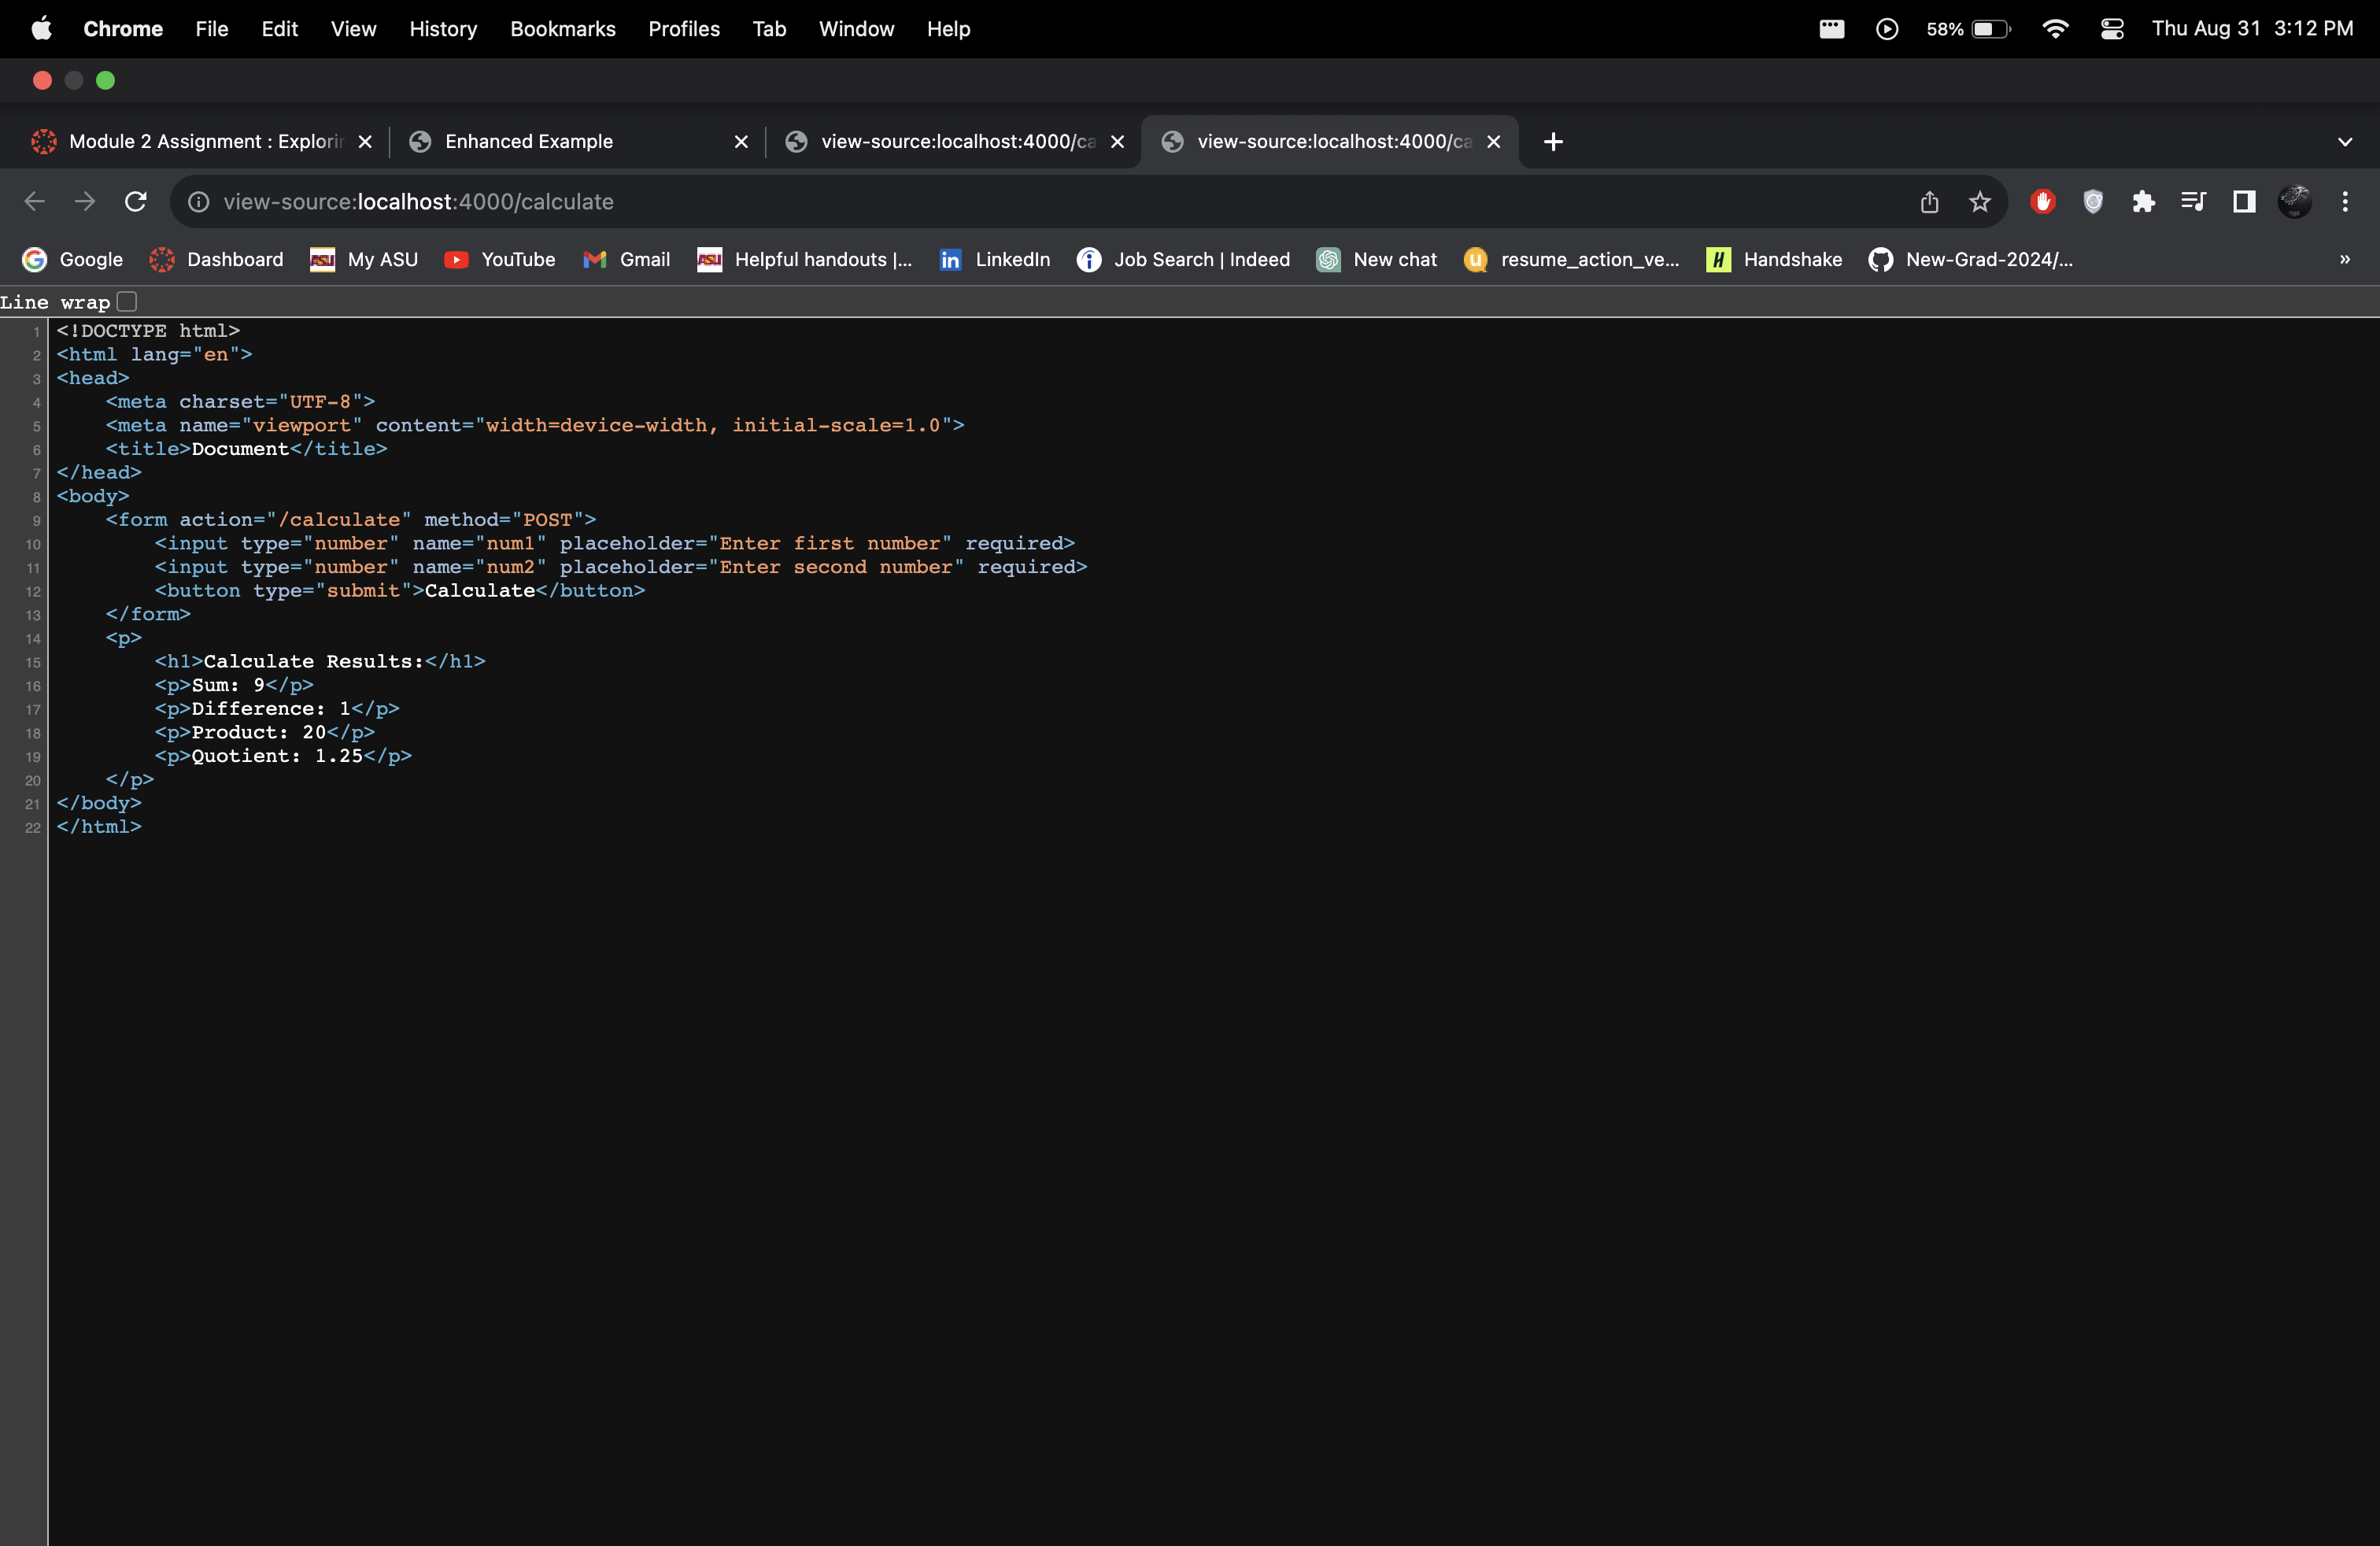 Chrome File Edit View History Bookmarks Profiles Tab Window Help 58% Thu Aug 31 3:12 PM
Module 2 Assignment : Explorin Enhanced Example view-source:localhost:4000/ca view-source:localhost:4000/ca
view-source:localhost:4000/calculate
Google Dashboard My ASU YouTube Gmail Helpful handouts |... LinkedIn Job Search | Indeed New chat resume_action_ve... Handshake New-Grad-2024/... »
Line wrap
1 <!DOCTYPE html>
2 <html lang="en">
3 <head>
4     <meta charset="UTF-8">
5     <meta name="viewport" content="width=device-width, initial-scale=1.0">
6     <title>Document</title>
7 </head>
8 <body>
9     <form action="/calculate" method="POST">
10         <input type="number" name="num1" placeholder="Enter first number" required>
11         <input type="number" name="num2" placeholder="Enter second number" required>
12         <button type="submit">Calculate</button>
13     </form>
14     <p>
15         <h1>Calculate Results:</h1>
16         <p>Sum: 9</p>
17         <p>Difference: 1</p>
18         <p>Product: 20</p>
19         <p>Quotient: 1.25</p>
20     </p>
21 </body>
22 </html>